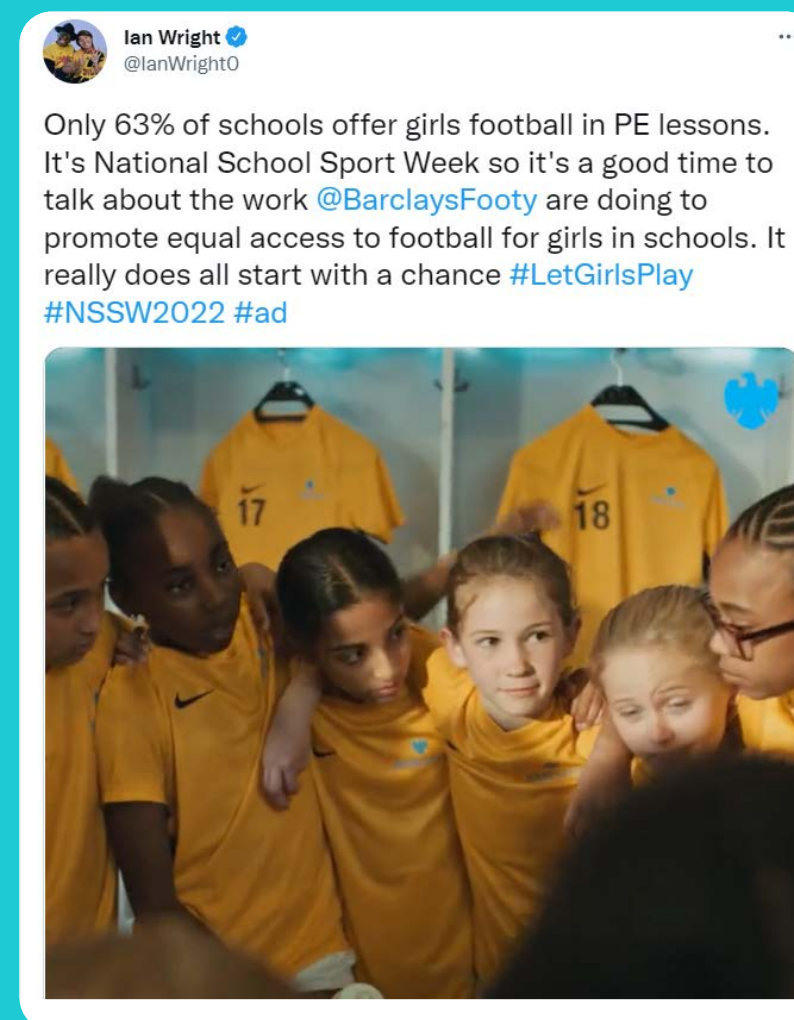 Ian Wright
@IanWright0
Only 63% of schools offer girls football in PE lessons.
It's National School Sport Week so it's a good time to
talk about the work @BarclaysFooty are doing to
promote equal access to football for girls in schools. It
really does all start with a chance #LetGirlsPlay
#NSSW2022 #ad
17
18